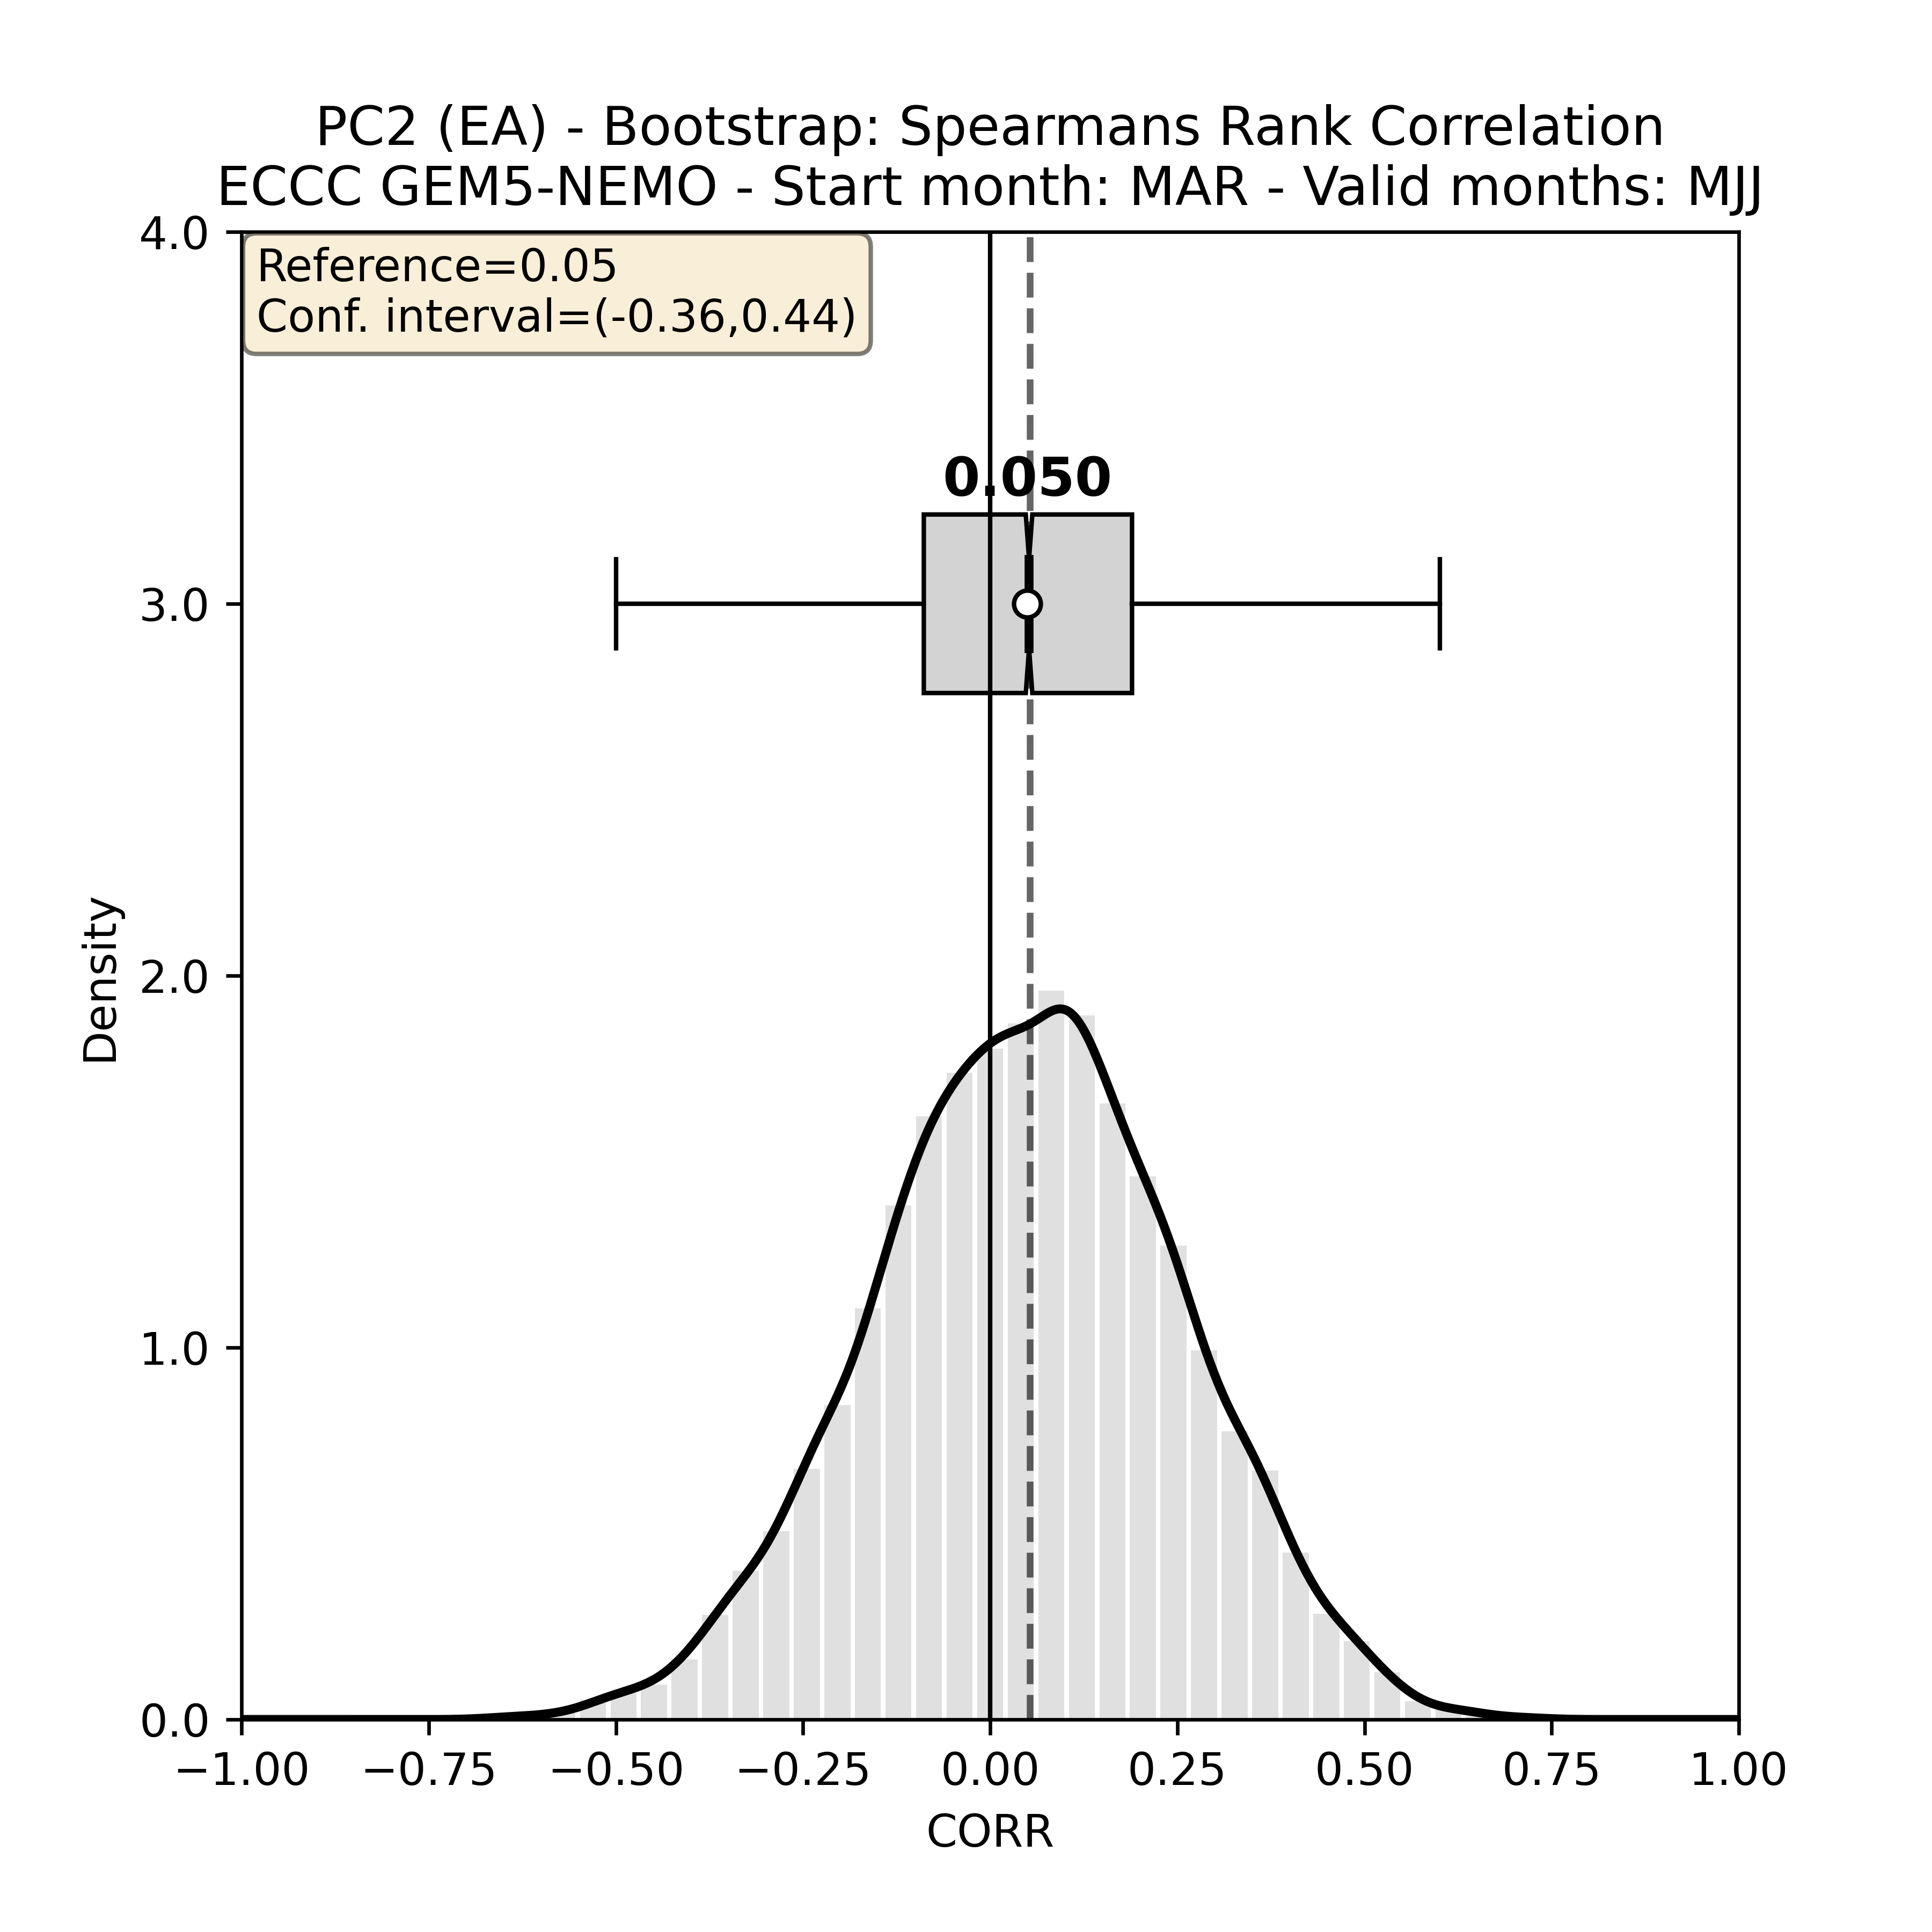 PC2 (EA) - Bootstrap: Spearmans Rank Correlation
ECCC GEM5-NEMO - Start month: MAR - Valid months: MJJ
Reference=0.05
Conf. interval=(-0.36,0.44)
0.050
4.0
3.0
2.0
1.0
0.0
Density
−1.00 −0.75 −0.50 −0.25 0.00 0.25 0.50 0.75 1.00
CORR